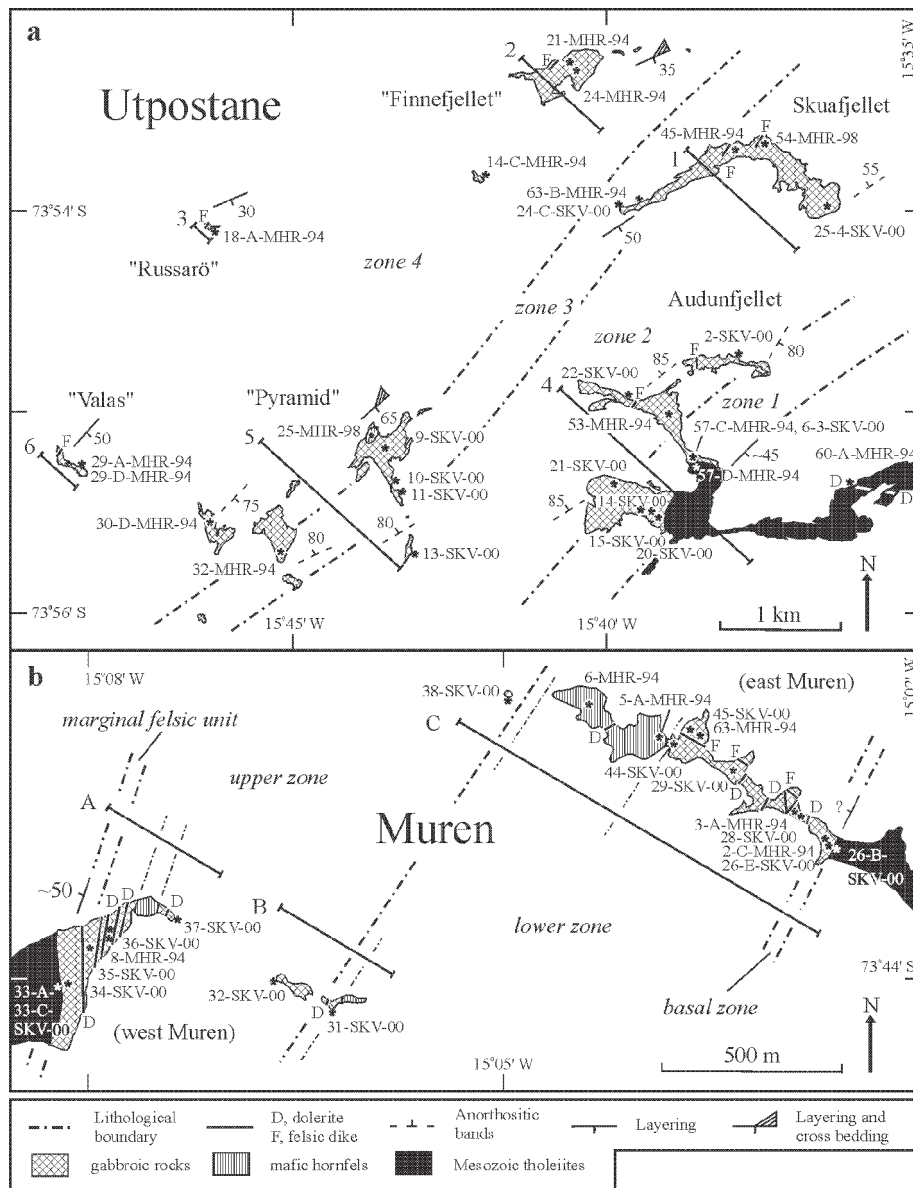 a
15°35' W
21-MHR-94
2
F
35
24-MHR-94
"Finnefjellet"
Utpostane
Skuafjellet
45-MHR-94
F
54-MHR-98
1
F
55
14-C-MHR-94
63-B-MHR-94
24-C-SKV-00
50
25-4-SKV-00
73°54' S
30
F
3
18-A-MHR-94
zone 4
"Russarö"
zone 3
Audunfjellet
zone 2
2-SKV-00
85
F
80
22-SKV-00
4
F
zone 1
53-MHR-94
57-C-MHR-94, 6-3-SKV-00
~45
60-A-MHR-94
57-D-MHR-94
D
D
"Valas"
50
F
6
29-A-MHR-94
29-D-MHR-94
"Pyramid"
5
65
25-MHR-98
9-SKV-00
10-SKV-00
11-SKV-00
75
30-D-MHR-94
80
80
13-SKV-00
32-MHR-94
21-SKV-00
85
14-SKV-00
15-SKV-00
20-SKV-00
N
1 km
73°56' S
15°45' W
15°40' W
b
15°08' W
15°02' W
marginal felsic unit
upper zone
A
Muren
38-SKV-00
C
6-MHR-94
(east Muren)
5-A-MHR-94
45-SKV-00
63-MHR-94
D
F
44-SKV-00
F
29-SKV-00
D
D
F
D
?
3-A-MHR-94
28-SKV-00
2-C-MHR-94
26-E-SKV-00
26-B-
SKV-00
~50
D
D
D
B
37-SKV-00
36-SKV-00
8-MHR-94
35-SKV-00
34-SKV-00
33-A-
33-C-
SKV-00
D
(west Muren)
32-SKV-00
D
31-SKV-00
lower zone
basal zone
73°44' S
N
15°05' W
500 m
Lithological boundary
D, dolerite
F, felsic dike
Anorthositic bands
Layering
Layering and cross bedding
gabbroic rocks
mafic hornfels
Mesozoic tholeiites